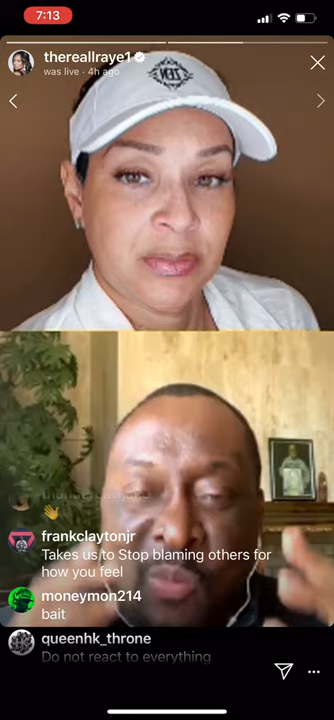 7:13
thereallraye1
was live · 4h ago
ZEN
frankclaytonjr
Takes us to Stop blaming others for
how you feel
moneymon214
bait
queenhk_throne
Do not react to everything